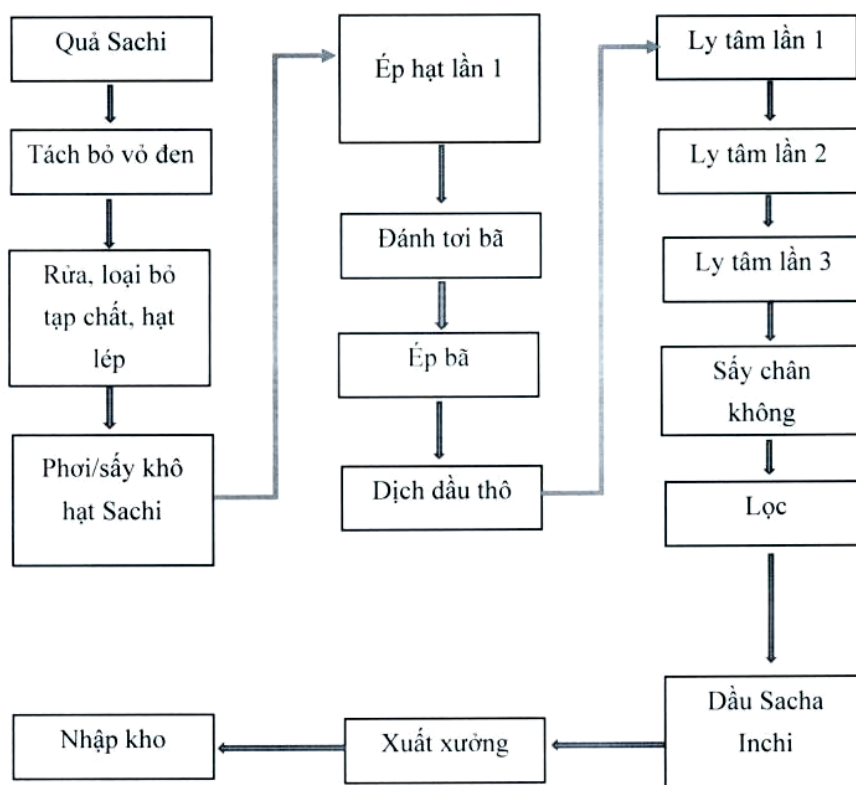 Quả Sachi
Tách bỏ vỏ đen
Rửa, loại bỏ
tạp chất, hạt
lép
Phơi/sấy khô
hạt Sachi
Ép hạt lần 1
Đánh tơi bã
Ép bã
Dịch dầu thô
Ly tâm lần 1
Ly tâm lần 2
Ly tâm lần 3
Sấy chân
không
Lọc
Dầu Sacha
Inchi
Xuất xưởng
Nhập kho